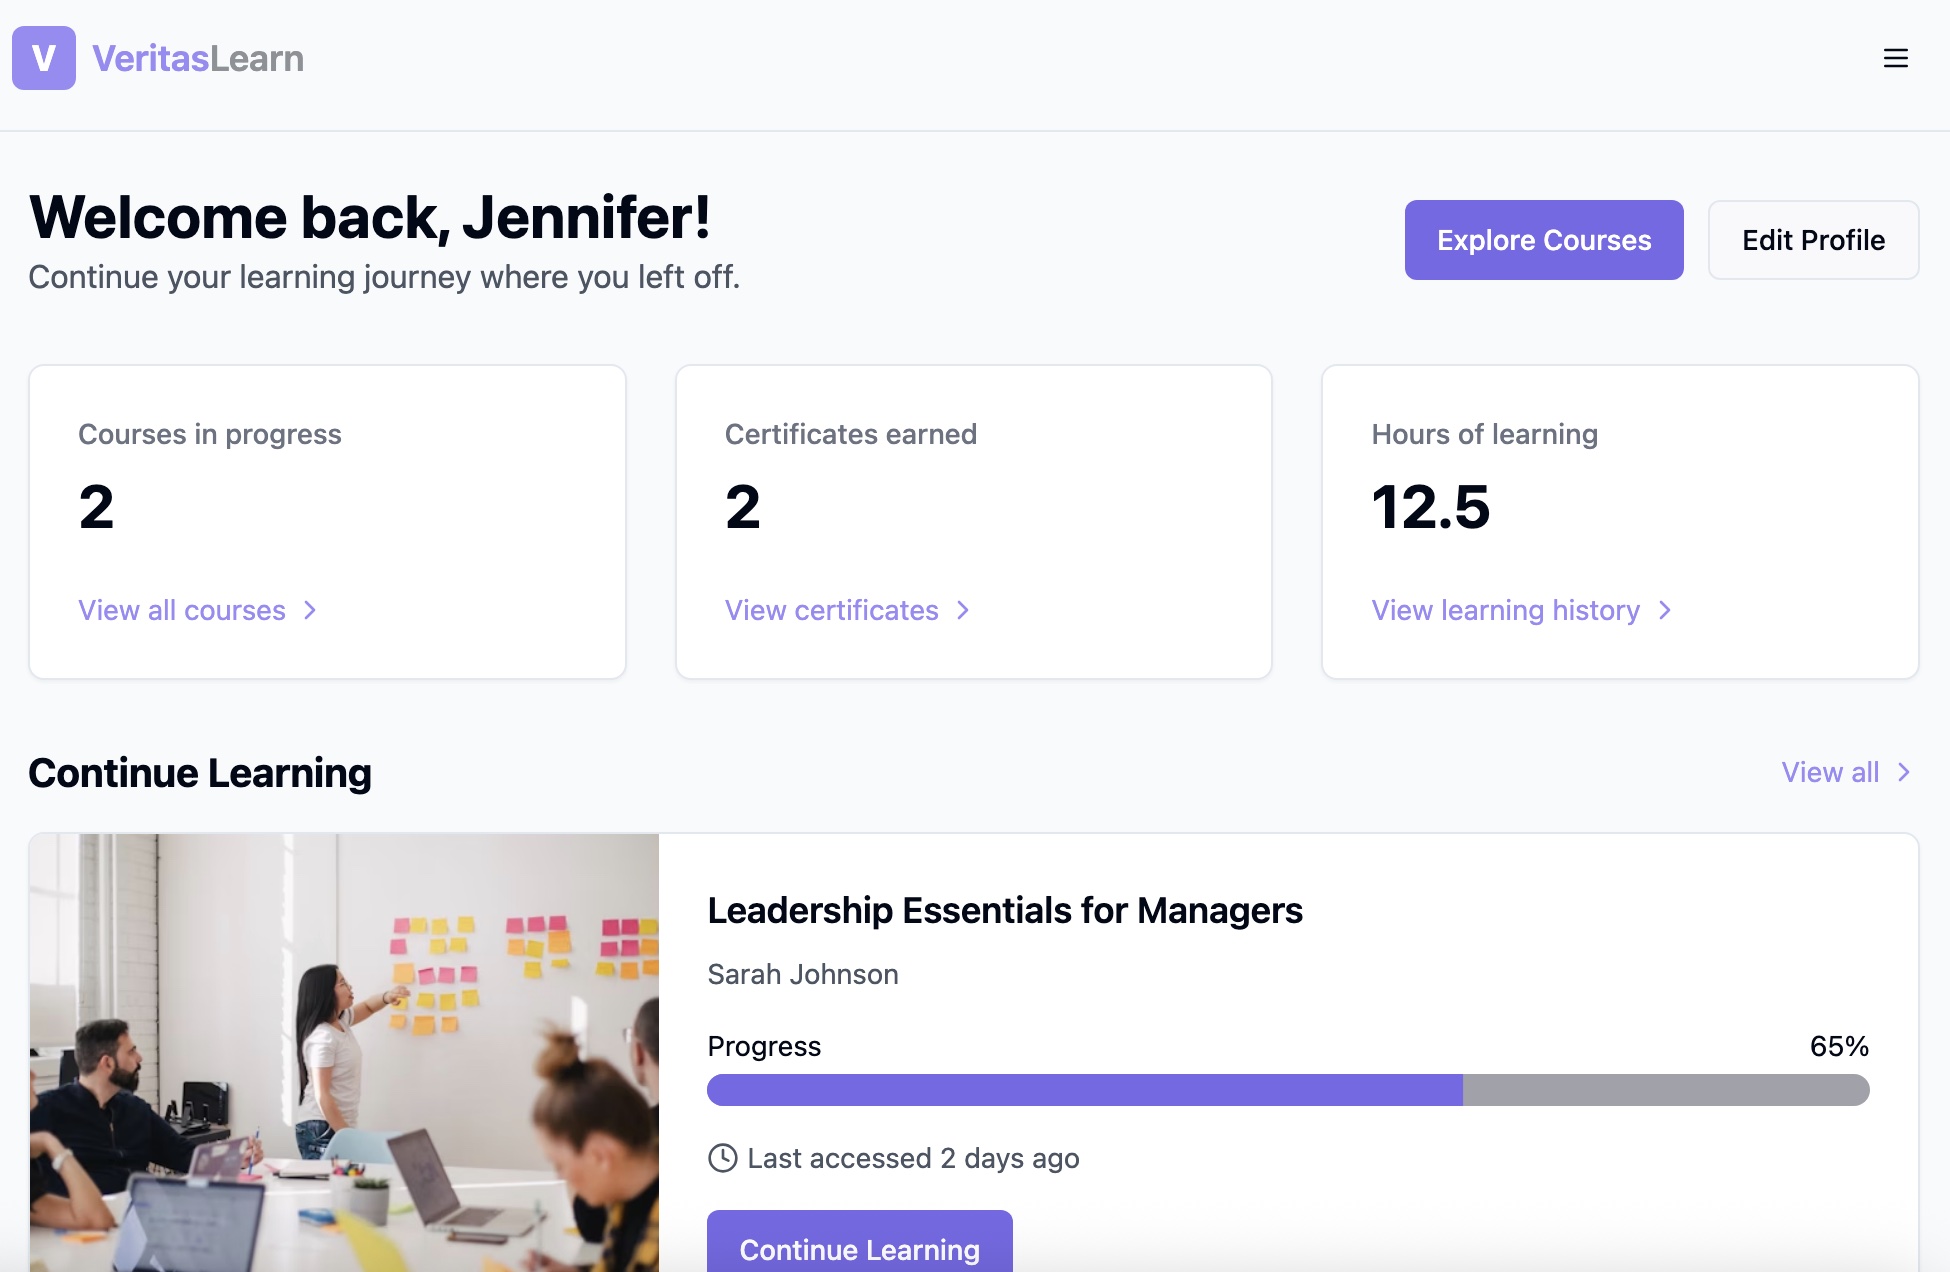 V VeritasLearn
Welcome back, Jennifer!
Continue your learning journey where you left off.
Explore Courses
Edit Profile
Courses in progress
2
View all courses
Certificates earned
2
View certificates
Hours of learning
12.5
View learning history
Continue Learning
View all
Leadership Essentials for Managers
Sarah Johnson
Progress 65%
Last accessed 2 days ago
Continue Learning